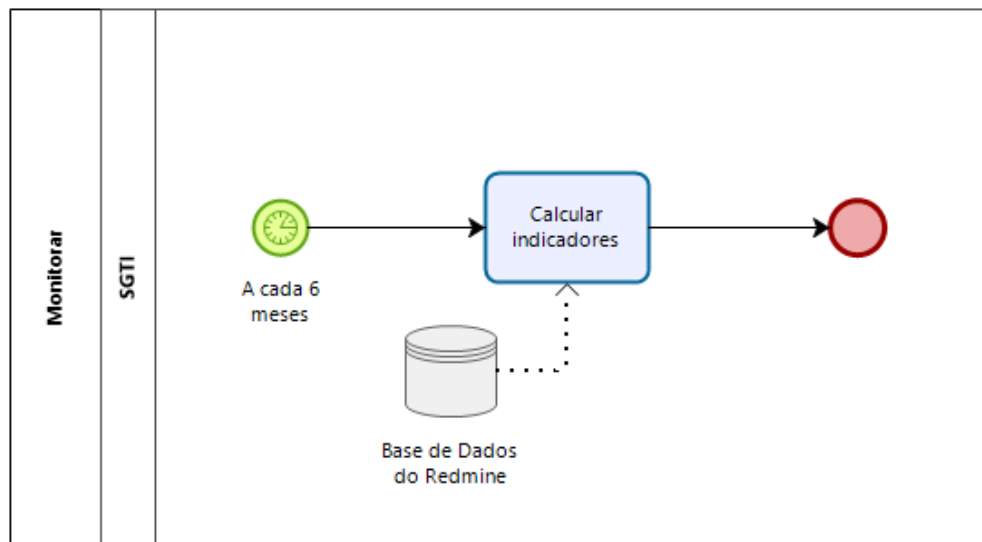 Monitorar
SGTI
Calcular
indicadores
A cada 6
meses
Base de Dados
do Redmine